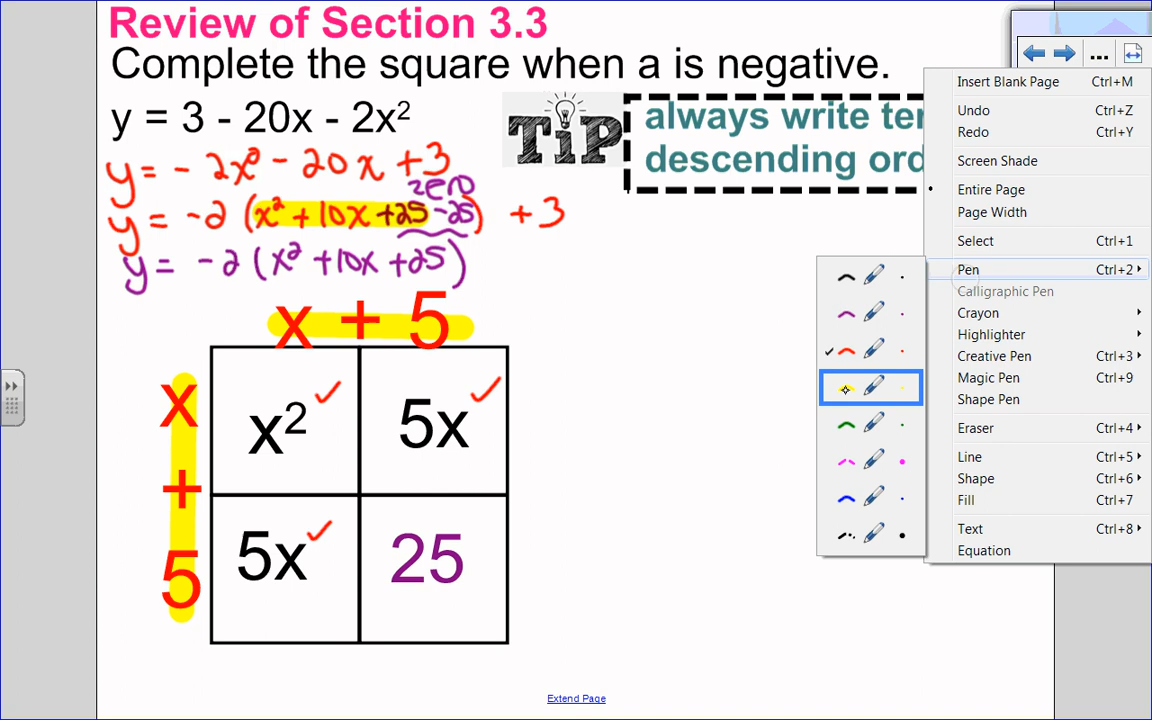 Review of Section 3.3
Complete the square when a is negative.
y = 3 - 20x - 2x²
TiP
always write ter
descending ord
y = - 2x² - 20x + 3
zero
y = -2 (x² + 10x +25 -25) + 3
y = -2 (x² +10x +25)
x + 5
x
+
5
x² 5x
5x 25
Extend Page
...
Insert Blank Page Ctrl+M
Undo Ctrl+Z
Redo Ctrl+Y
Screen Shade
Entire Page
Page Width
Select Ctrl+1
Pen Ctrl+2
Calligraphic Pen
Crayon
Highlighter
Creative Pen Ctrl+3
Magic Pen Ctrl+9
Shape Pen
Eraser Ctrl+4
Line Ctrl+5
Shape Ctrl+6
Fill Ctrl+7
Text Ctrl+8
Equation